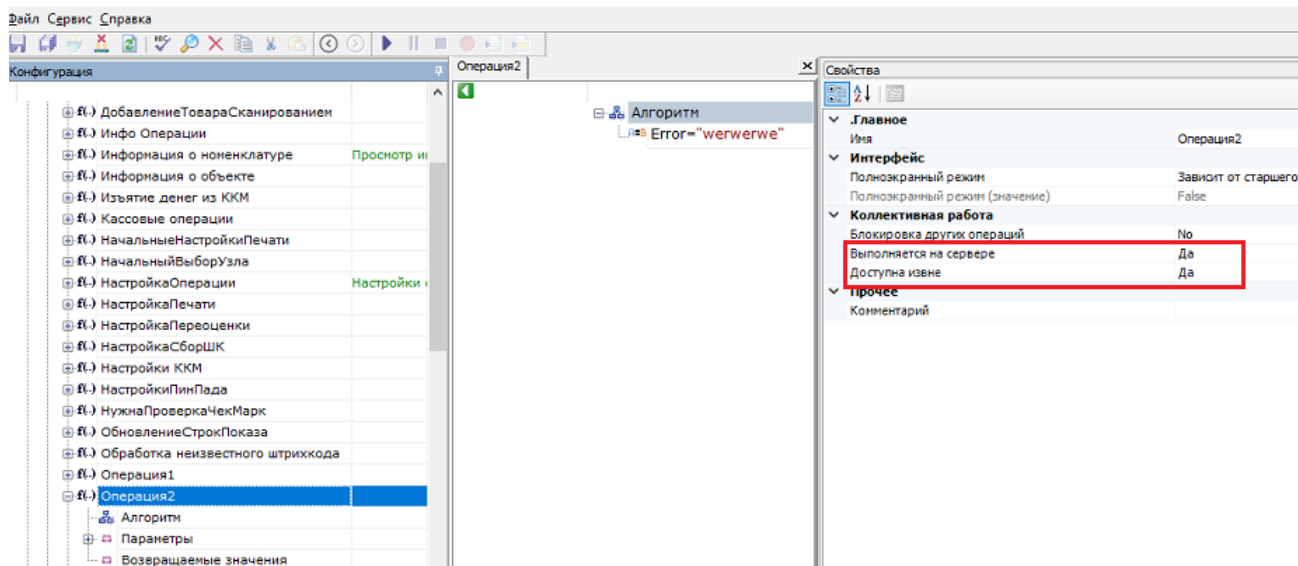 Файл Сервис Справка
Конфигурация
Операция2
Свойства
f(..) ДобавлениеТовараСканированием
f(..) Инфо Операции
f(..) Информация о номенклатуре
Просмотр
f(..) Информация о объекте
f(..) Изъятие денег из ККМ
f(..) Кассовые операции
f(..) НачальныеНастройкиПечати
f(..) НачальныйВыборУзла
f(..) НастройкаОперации
Настройки
f(..) НастройкаПечати
f(..) НастройкаПереоценки
f(..) НастройкаСборШК
f(..) Настройки ККМ
f(..) НастройкиПинПада
f(..) НужнаПроверкаЧекМарк
f(..) ОбновлениеСтрокПоказа
f(..) Обработка неизвестного штрихкода
f(..) Операция1
f(..) Операция2
Алгоритм
Параметры
Возвращаемые значения
Алгоритм
Error="werwerwe"
.Главное
Имя Операция2
Интерфейс
Полноэкранный режим Зависит от старшего
Полноэкранный режим (значение) False
Коллективная работа
Блокировка других операций No
Выполняется на сервере Да
Доступна извне Да
Прочее
Комментарий